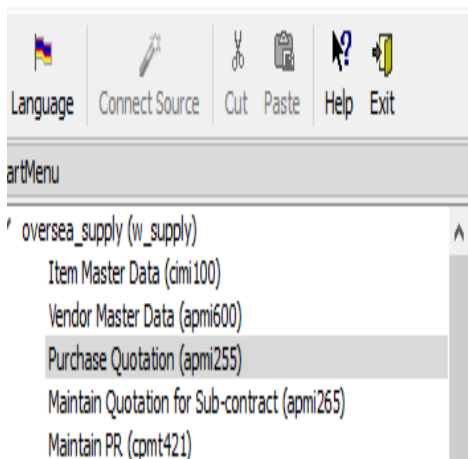 Language Connect Source Cut Paste Help Exit
artMenu
oversea_supply (w_supply)
Item Master Data (cimi100)
Vendor Master Data (apmi600)
Purchase Quotation (apmi255)
Maintain Quotation for Sub-contract (apmi265)
Maintain PR (cpmt421)